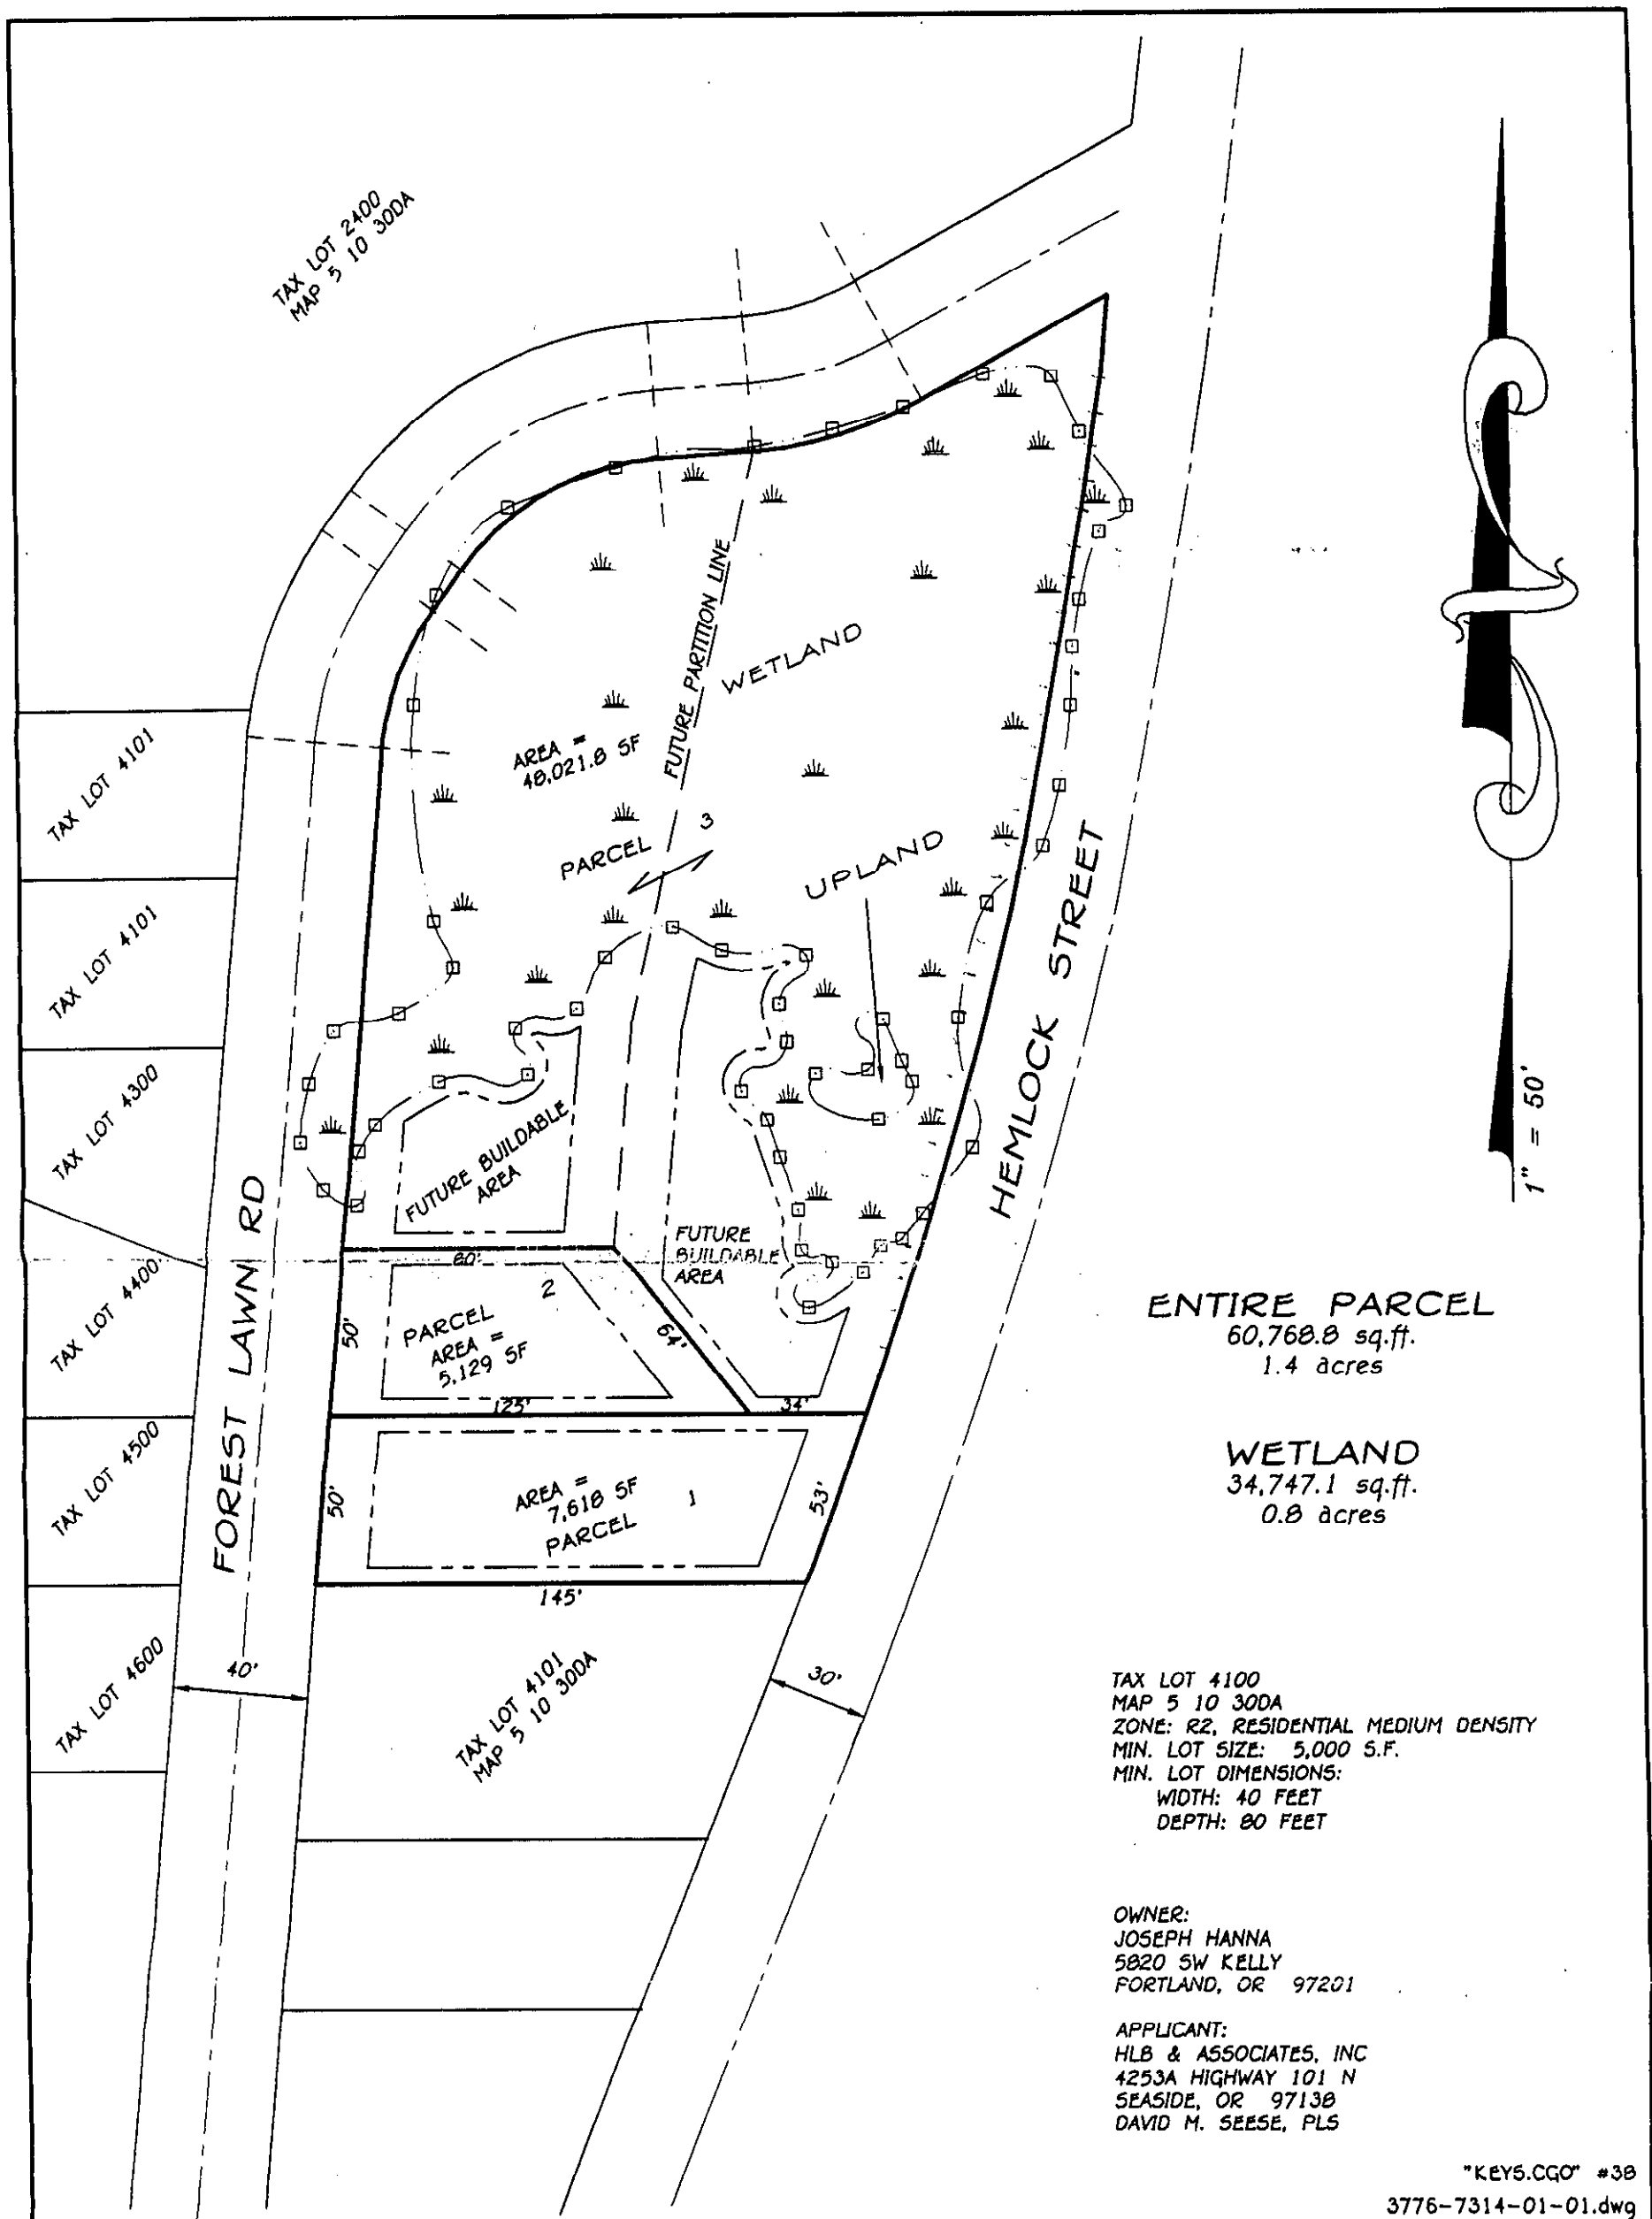 TAX LOT 2400
MAP 5 10 30DA
TAX LOT 4101
TAX LOT 4101
TAX LOT 4300
TAX LOT 4400
TAX LOT 4500
TAX LOT 4600
FOREST LAWN RD
40'
AREA =
48,021.8 SF
PARCEL 3
FUTURE PARTITION LINE
WETLAND
UPLAND
HEMLOCK STREET
FUTURE BUILDABLE
AREA
FUTURE
BUILDABLE
AREA
80'
50'
PARCEL 2
AREA =
5,129 SF
64'
125'
34'
50'
AREA =
7,618 SF
PARCEL 1
53'
145'
TAX LOT 4101
MAP 5 10 30DA
30'
1" = 50'
ENTIRE PARCEL
60,768.8 sq.ft.
1.4 acres
WETLAND
34,747.1 sq.ft.
0.8 acres
TAX LOT 4100
MAP 5 10 30DA
ZONE: R2, RESIDENTIAL MEDIUM DENSITY
MIN. LOT SIZE: 5,000 S.F.
MIN. LOT DIMENSIONS:
WIDTH: 40 FEET
DEPTH: 80 FEET
OWNER:
JOSEPH HANNA
5820 SW KELLY
PORTLAND, OR 97201
APPLICANT:
HLB & ASSOCIATES, INC
4253A HIGHWAY 101 N
SEASIDE, OR 97138
DAVID M. SEESE, PLS
"KEYS.CGO" #38
3776-7314-01-01.dwg